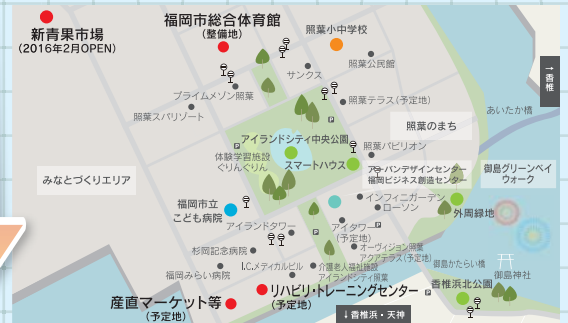 新青果市場
(2016年2月OPEN)
福岡市総合体育館
(整備地)
照葉小中学校
照葉公民館
サンクス
プライムメゾン照葉
照葉スパリゾート
照葉テラス(予定地)
↑香椎
あいたか橋
照葉のまち
アイランドシティ中央公園
体験学習施設
ぐりんぐりん
スマートハウス
照葉パビリオン
アーバンデザインセンター
福岡ビジネス創造センター
御島グリーンベイ
ウォーク
みなとづくりエリア
福岡市立
こども病院
インフィニガーデン
ローソン
外周緑地
アイランドタワー
アイタワー
(予定地)
杉岡記念病院
オーヴィジョン照葉
アクアテラス(予定地)
御島かたらい橋
福岡みらい病院
I.C.メディカルビル
介護老人福祉施設
アイランドシティ照葉
御島神社
産直マーケット等
(予定地)
リハビリ・トレーニングセンター
(予定地)
香椎浜北公園
↓香椎浜・天神
P
P
P
P